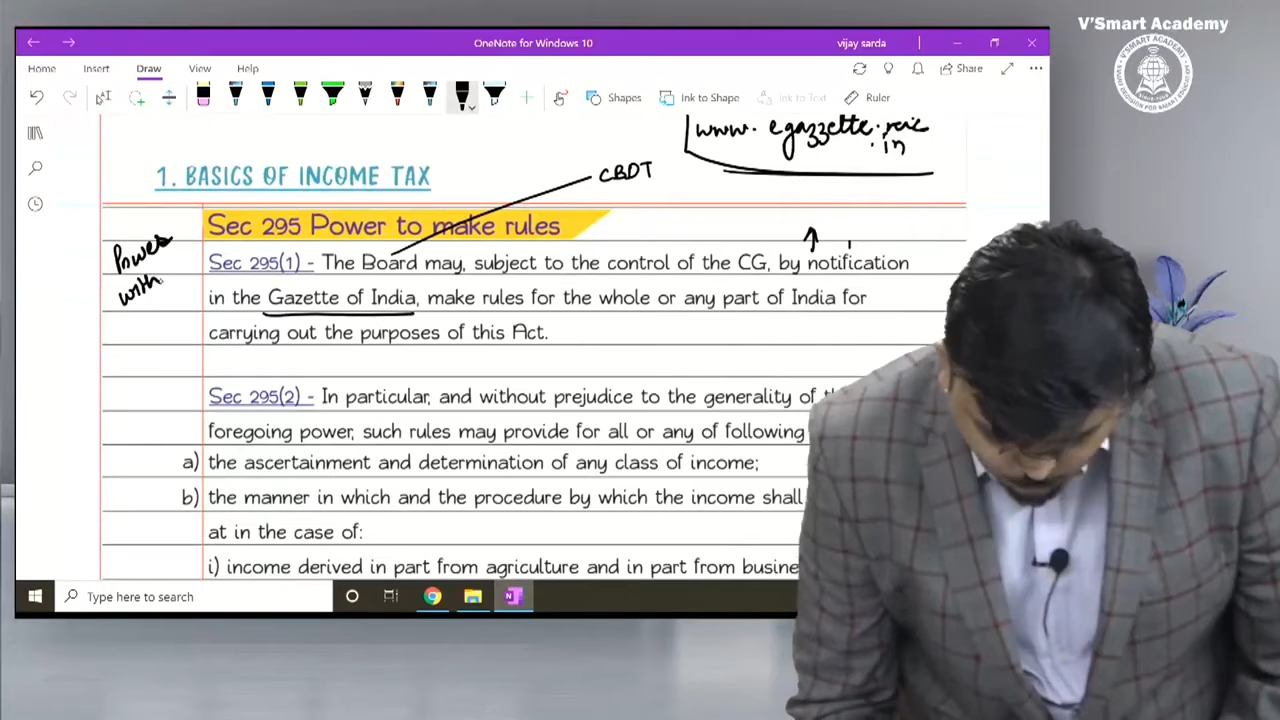 V'Smart Academy
OneNote for Windows 10
vijay sarda
Home Insert Draw View Help
Share
Shapes
Ink to Shape
Ink to Text
Ruler
www. egazzette.nic
.in
1. BASICS OF INCOME TAX
CBDT
Sec 295 Power to make rules
Power
with
Sec 295(1) - The Board may, subject to the control of the CG, by notification
in the Gazette of India, make rules for the whole or any part of India for
carrying out the purposes of this Act.
Sec 295(2) - In particular, and without prejudice to the generality of
foregoing power, such rules may provide for all or any of following
a) the ascertainment and determination of any class of income;
b) the manner in which and the procedure by which the income shall
at in the case of:
i) income derived in part from agriculture and in part from
Type here to search